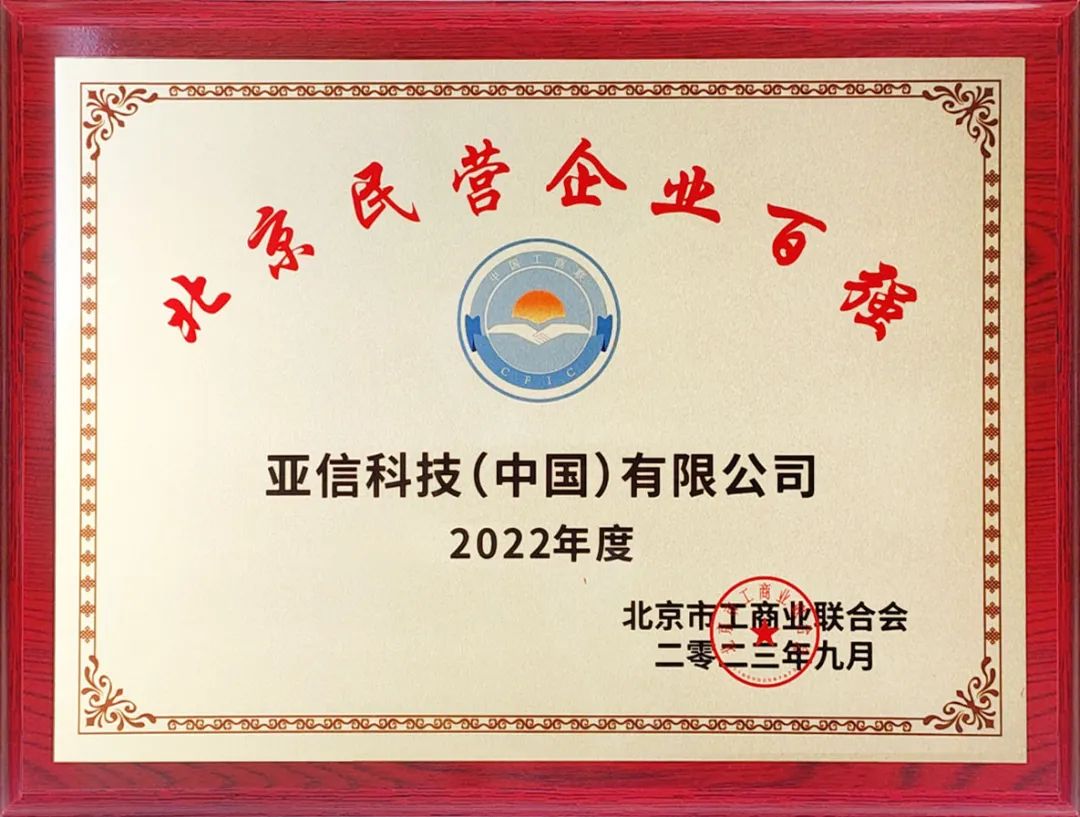 北京民营企业百强
中国工商联
CFIC
亚信科技（中国）有限公司
2022年度
北京市工商业联合会
二零二三年九月